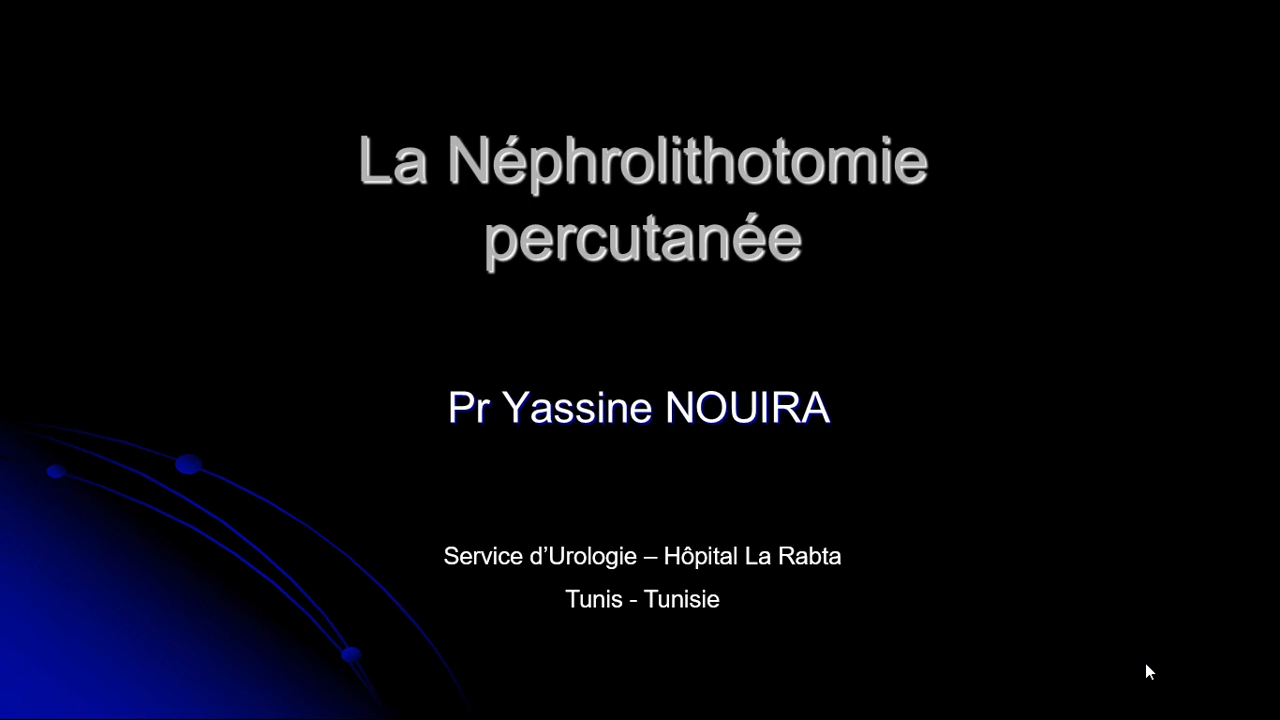 La Néphrolithotomie
percutanée
Pr Yassine NOUIRA
Service d’Urologie – Hôpital La Rabta
Tunis - Tunisie